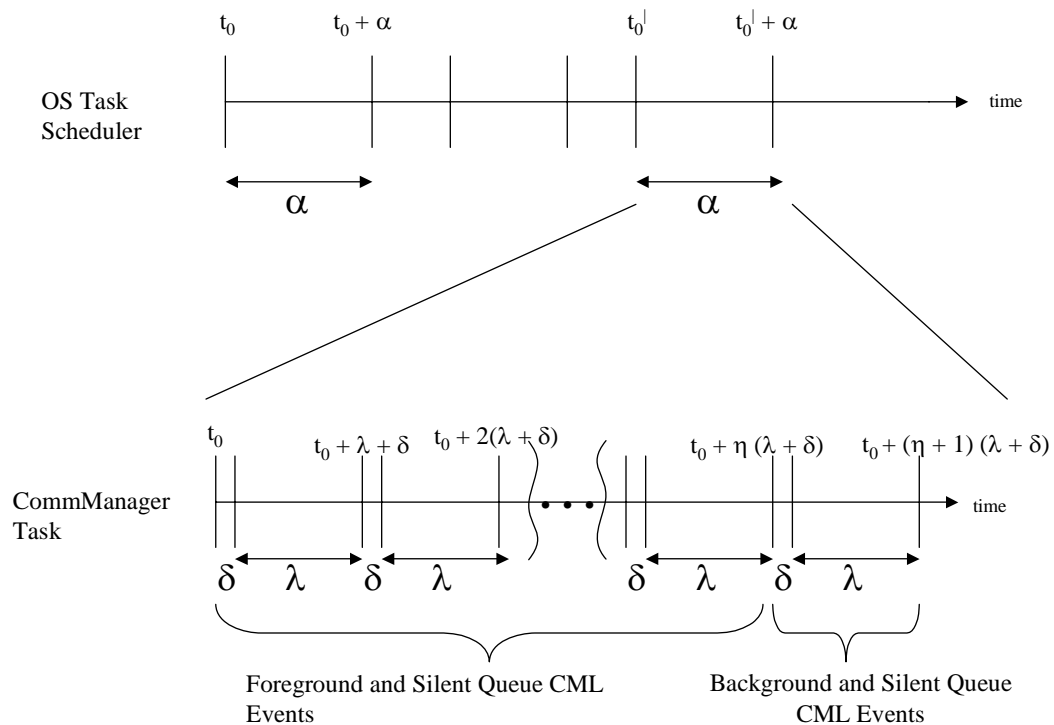 t₀ t₀ + α t₀| t₀| + α
OS Task
Scheduler
time
α α
t₀ t₀ + λ + δ t₀ + 2(λ + δ) t₀ + η (λ + δ) t₀ + (η + 1) (λ + δ)
CommManager
Task
• • •
time
δ λ δ λ δ λ δ λ
Foreground and Silent Queue CML
Events
Background and Silent Queue
CML Events